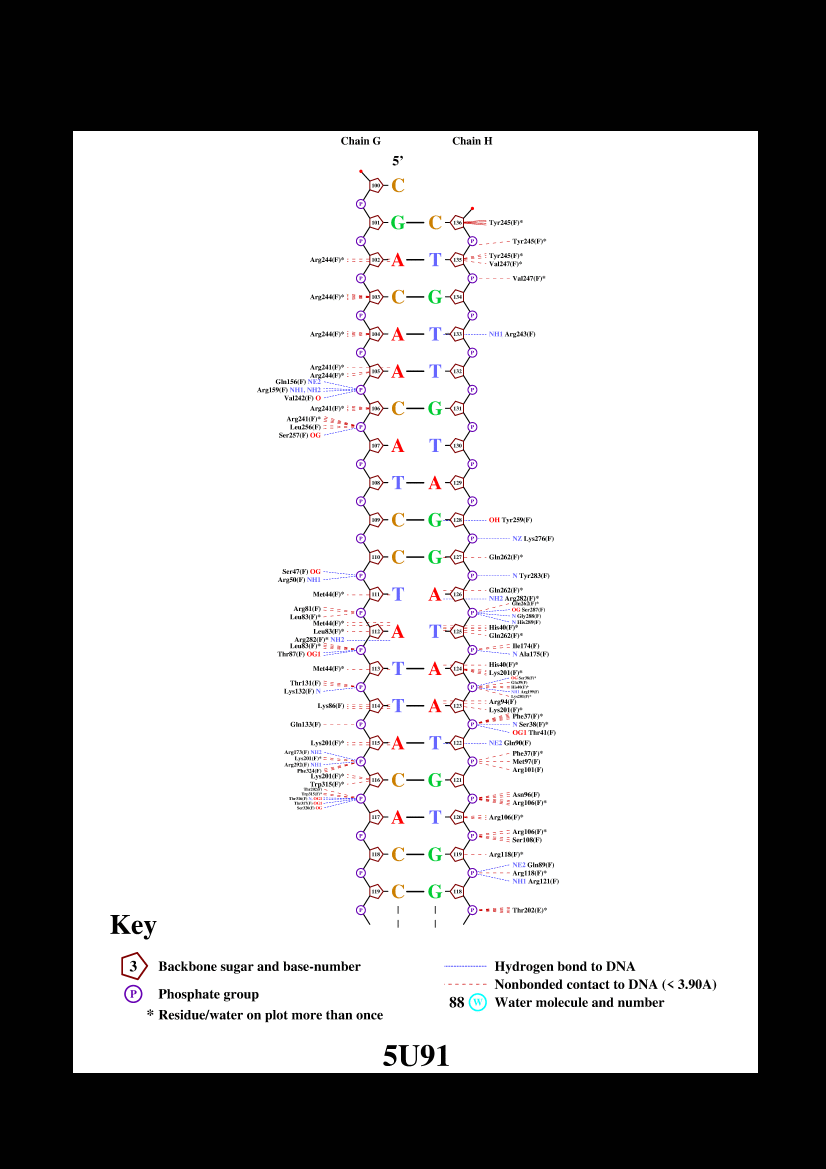 Chain G Chain H
5'
100 C
101 G C 136 Tyr245(F)*
P P Tyr245(F)*
Arg244(F)* 102 A T 135 Tyr245(F)*
Val247(F)*
P P Val247(F)*
Arg244(F)* 103 C G 134
P P
Arg244(F)* 104 A T 133 NH1 Arg243(F)
P P
Arg241(F)*
Arg244(F)* 105 A T 132
Gln156(F) NE2
Arg159(F) NH1, NH2 P P
Val242(F) O
Arg241(F)* 106 C G 131
Arg241(F)*
Leu256(F) P P
Ser257(F) OG
107 A T 130
P P
108 T A 129
P P
109 C G 128 OH Tyr259(F)
P P NZ Lys276(F)
110 C G 127 Gln262(F)*
Ser47(F) OG
Arg50(F) NH1 P P N Tyr283(F)
Met44(F)* 111 T A 126 Gln262(F)*
NH2 Arg282(F)*
Arg81(F) Gln262(F)*
Leu83(F)* P P OG Ser287(F)
N Gly288(F)
N His289(F)
Met44(F)* His40(F)*
Leu83(F)* 112 A T 125 Gln262(F)*
Arg282(F)* NH2
Leu83(F)* P P Ile174(F)
Thr87(F) OG1 N Ala175(F)
Met44(F)* 113 T A 124 His40(F)*
Lys201(F)*
Thr131(F) P P OG Ser38(F)*
Lys132(F) N His40(F)*
Lys201(F)*
Lys86(F) 114 T A 123 Arg94(F)
Lys201(F)*
Gln133(F) P P Phe37(F)*
N Ser38(F)*
OG1 Thr41(F)
Lys201(F)* 115 A T 122 NE2 Gln90(F)
Arg173(F) NH2 Phe37(F)*
Lys201(F)* P P Met97(F)
Arg292(F) NH1 Arg101(F)
Phe324(F)
Lys201(F)* 116 C G 121
Trp315(F)*
P P Asn96(F)
Trp315(F)* Arg106(F)*
117 A T 120 Arg106(F)*
P P Arg106(F)*
Ser108(F)
118 C G 119 Arg118(F)*
P P NE2 Gln89(F)
Arg118(F)*
NH1 Arg121(F)
119 C G 118
P P Thr202(E)*
Key
3 Backbone sugar and base-number
P Phosphate group
* Residue/water on plot more than once
Hydrogen bond to DNA
Nonbonded contact to DNA (< 3.90A)
88 W Water molecule and number
5U91